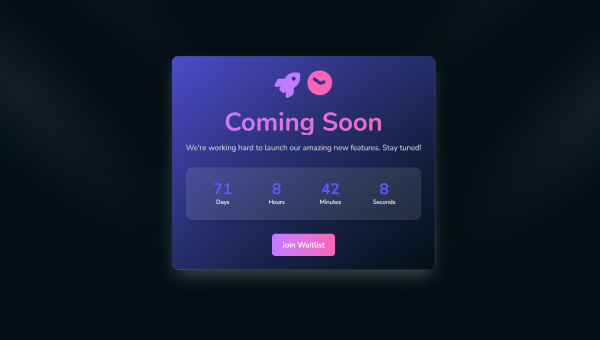 Coming Soon
We're working hard to launch our amazing new features. Stay tuned!
71 8 42 8
Days Hours Minutes Seconds
Join Waitlist